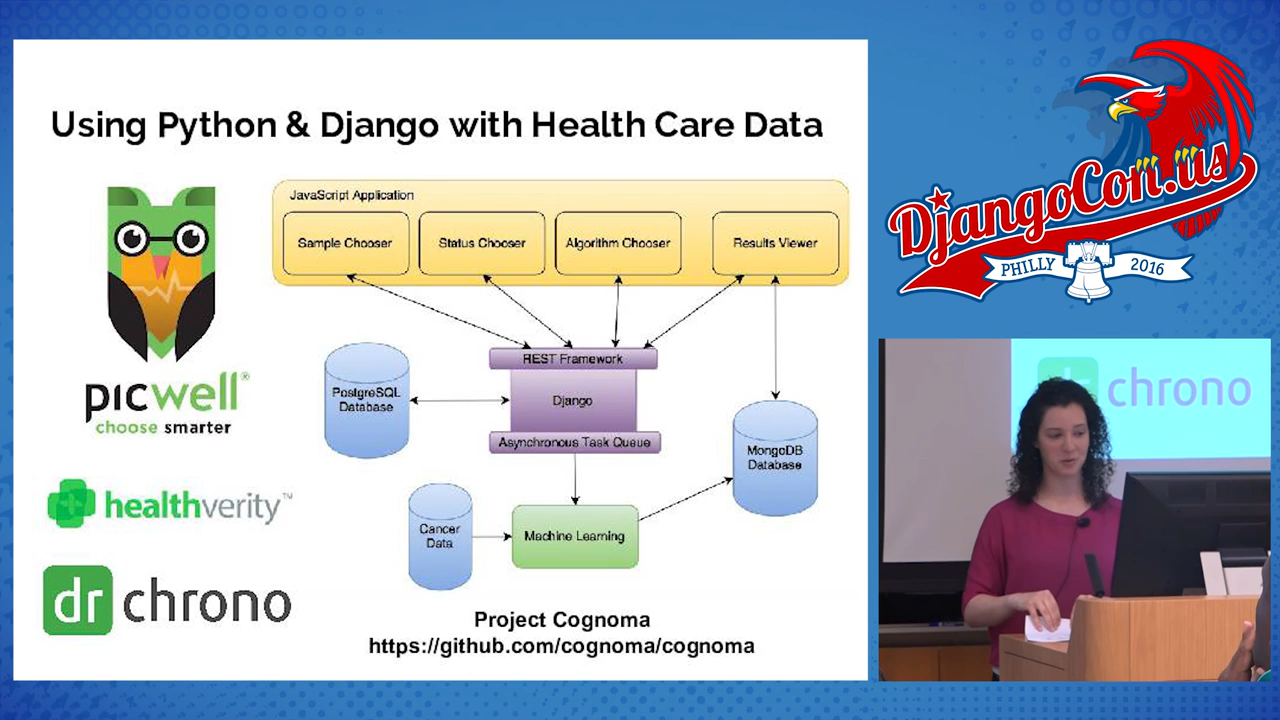 Using Python & Django with Health Care Data
picwell®
choose smarter
healthverity™
dr chrono
JavaScript Application
Sample Chooser
Status Chooser
Algorithm Chooser
Results Viewer
REST Framework
Django
Asynchronous Task Queue
PostgreSQL
Database
MongoDB
Database
Cancer
Data
Machine Learning
Project Cognoma
https://github.com/cognoma/cognoma
DjangoCon.us
PHILLY 2016
dr chrono